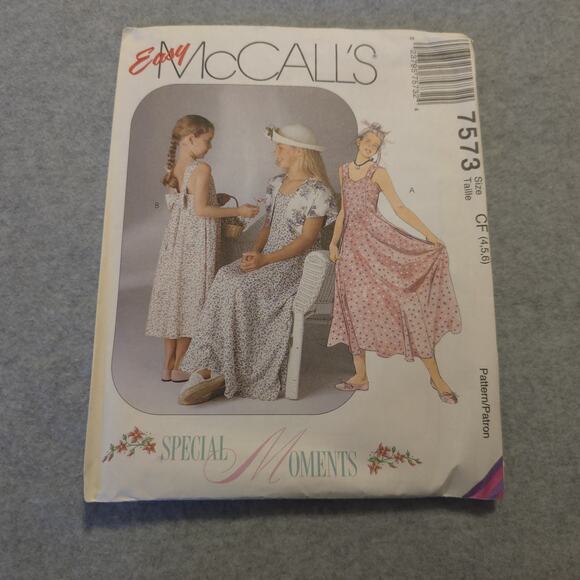 Easy McCALL'S
7573
Size
Taille
CF (4,5,6)
Pattern/Patron
B
A
SPECIAL Moments